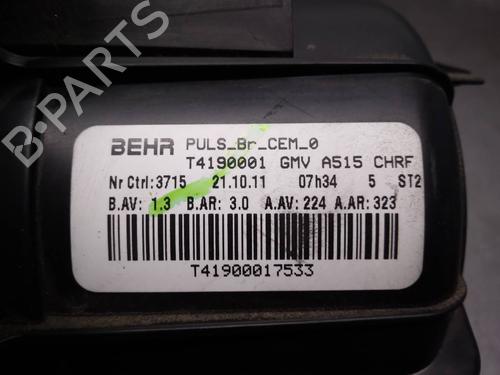 BEHR PULS_Br_CEM_0
T4190001 GMV A515 CHRF
Nr Ctrl:3715 21.10.11 07h34 5 ST2
B.AV: 1.3 B.AR: 3.0 A.AV: 224 A.AR: 323
T41900017533
B-PARTS